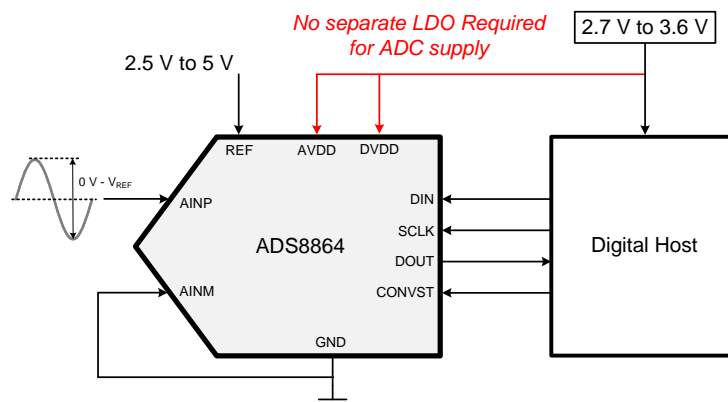 No separate LDO Required
for ADC supply
2.7 V to 3.6 V
2.5 V to 5 V
REF
AVDD
DVDD
0 V - VREF
AINP
DIN
SCLK
ADS8864
DOUT
Digital Host
AINM
CONVST
GND